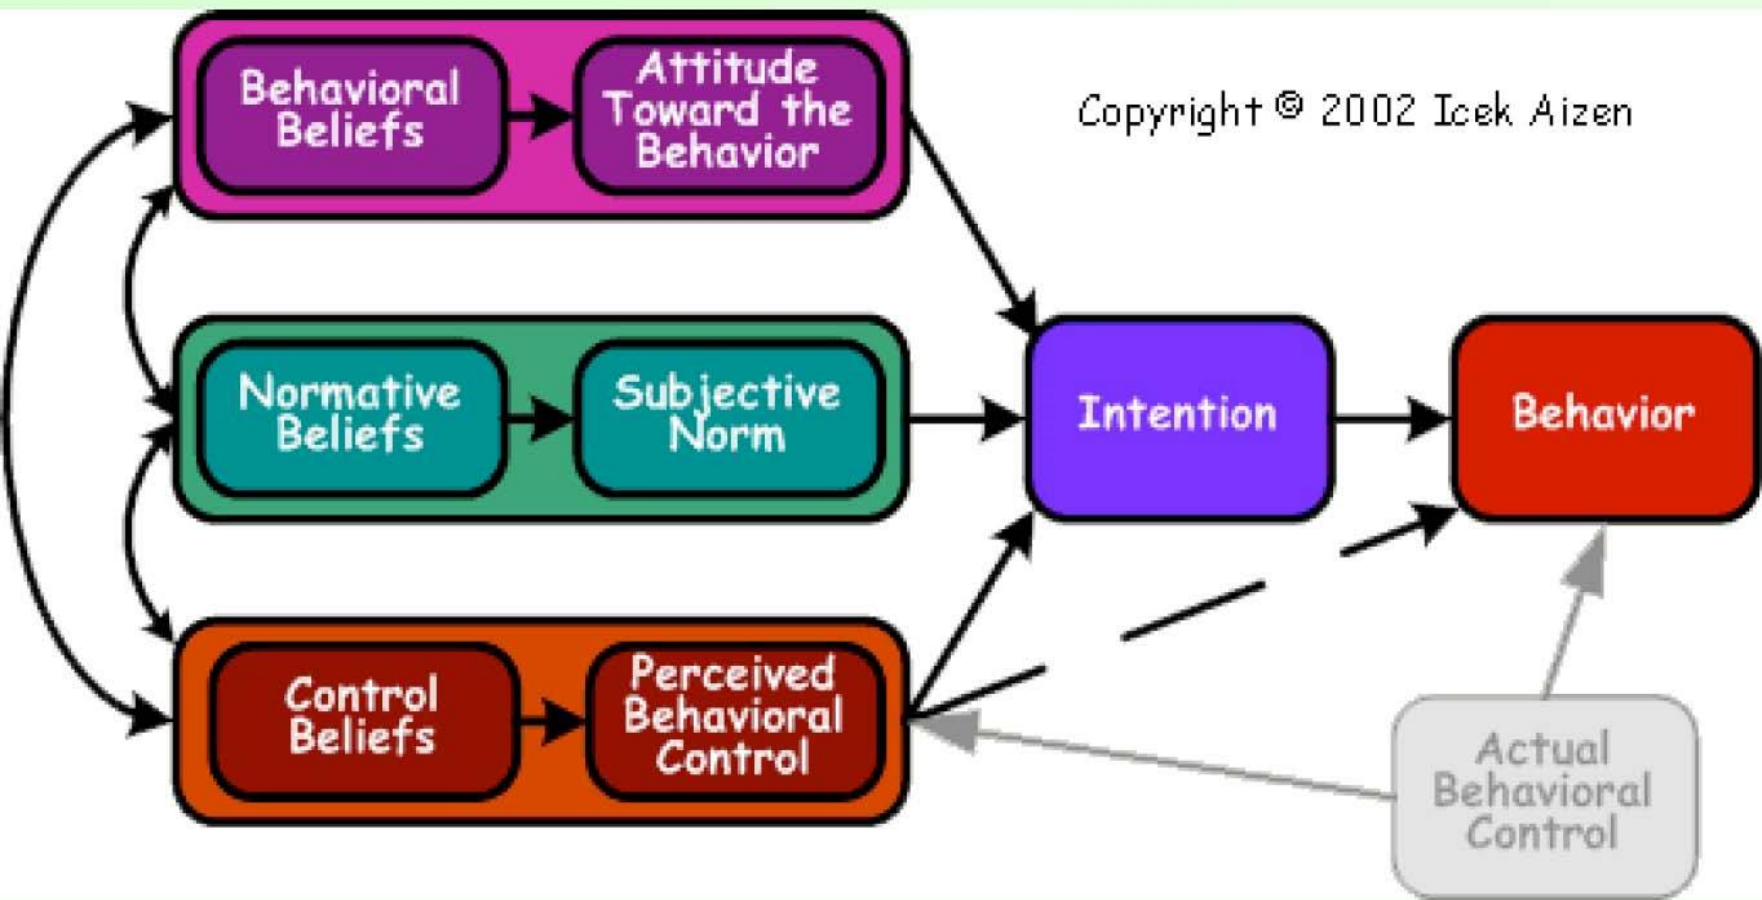 Behavioral
Beliefs
Attitude
Toward the
Behavior
Copyright © 2002 Icek Aizen
Normative
Beliefs
Subjective
Norm
Intention
Behavior
Control
Beliefs
Perceived
Behavioral
Control
Actual
Behavioral
Control